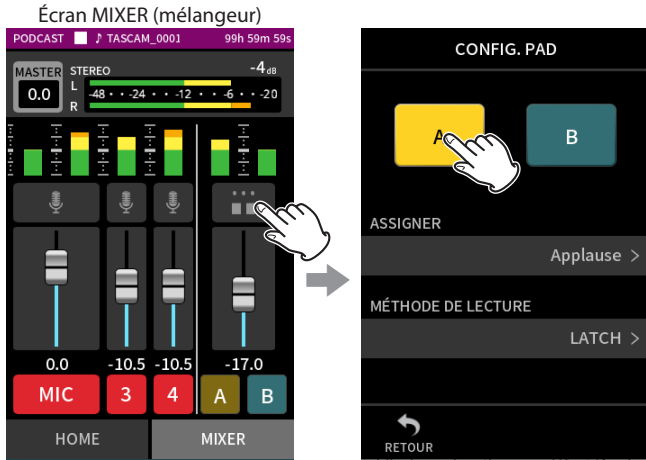 Écran MIXER (mélangeur)
PODCAST ♪ TASCAM_0001 99h 59m 59s
MASTER STEREO -4dB
0.0 L -48 · · -24 · · -12 · · -6 · · -20
R
0.0 -10.5 -10.5 -17.0
MIC 3 4 A B
HOME MIXER
CONFIG. PAD
A B
ASSIGNER
Applause >
MÉTHODE DE LECTURE
LATCH >
RETOUR